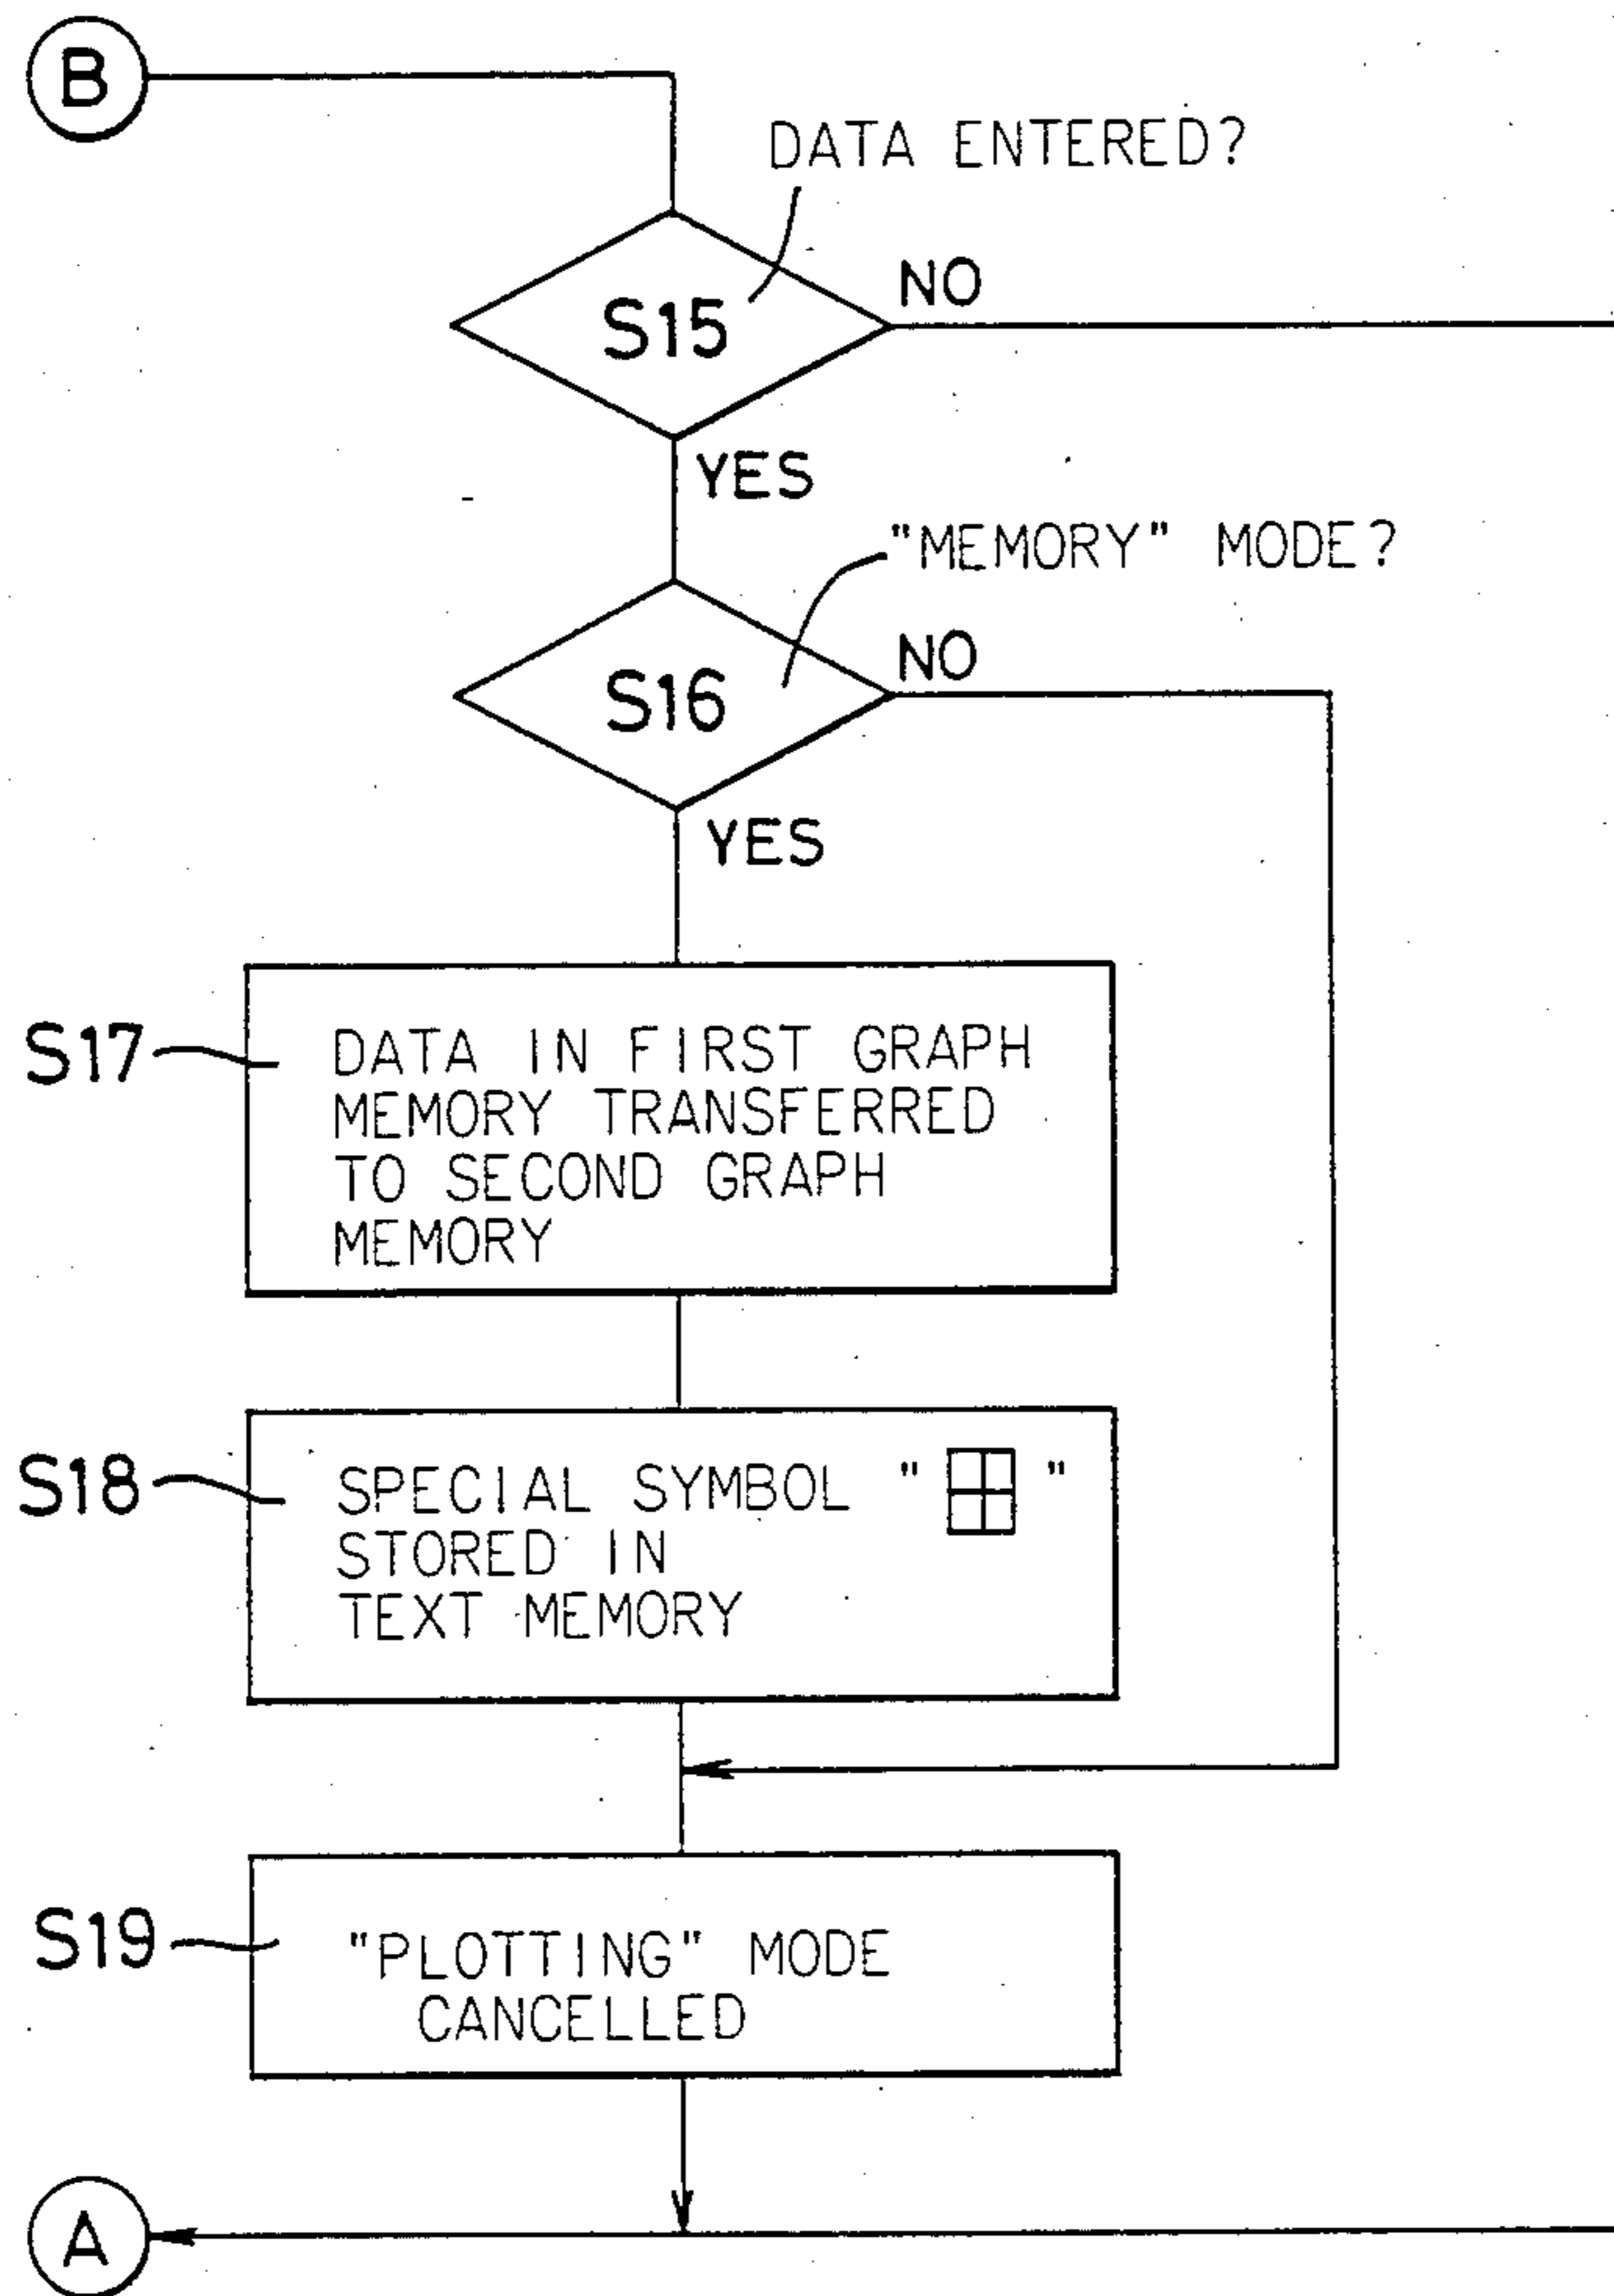 B
DATA ENTERED?
S15
NO
YES
"MEMORY" MODE?
S16
NO
YES
S17
DATA IN FIRST GRAPH
MEMORY TRANSFERRED
TO SECOND GRAPH
MEMORY
S18
SPECIAL SYMBOL "⊞"
STORED IN
TEXT MEMORY
S19
"PLOTTING" MODE
CANCELLED
A